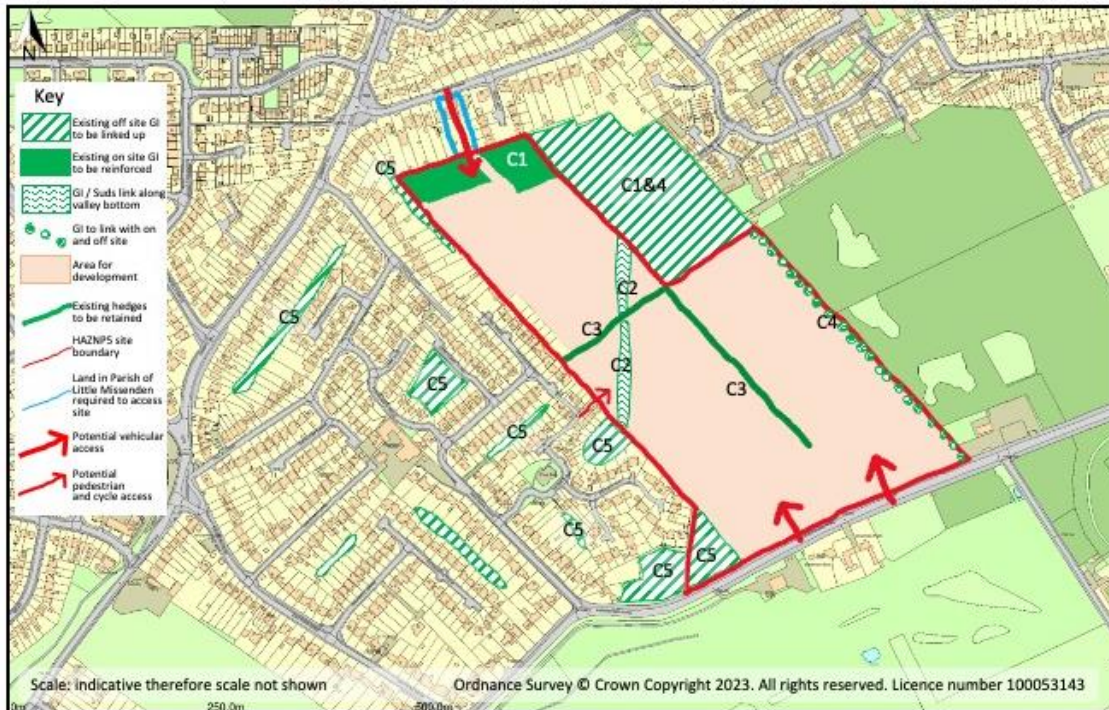 N
Key
Existing off site GI
to be linked up
Existing on site GI
to be reinforced
GI / Suds link along
valley bottom
GI to link with on
and off site
Area for
development
Existing hedges
to be retained
HAZNP5 site
boundary
Land in Parish of
Little Missenden
required to access
site
Potential vehicular
access
Potential
pedestrian
and cycle access
C5
C1
C1&4
C2
C3
C2
C4
C3
C5
C5
C5
C5
C5
C5
C5
Scale: indicative therefore scale not shown
Ordnance Survey © Crown Copyright 2023. All rights reserved. Licence number 100053143
250.0m
500.0m